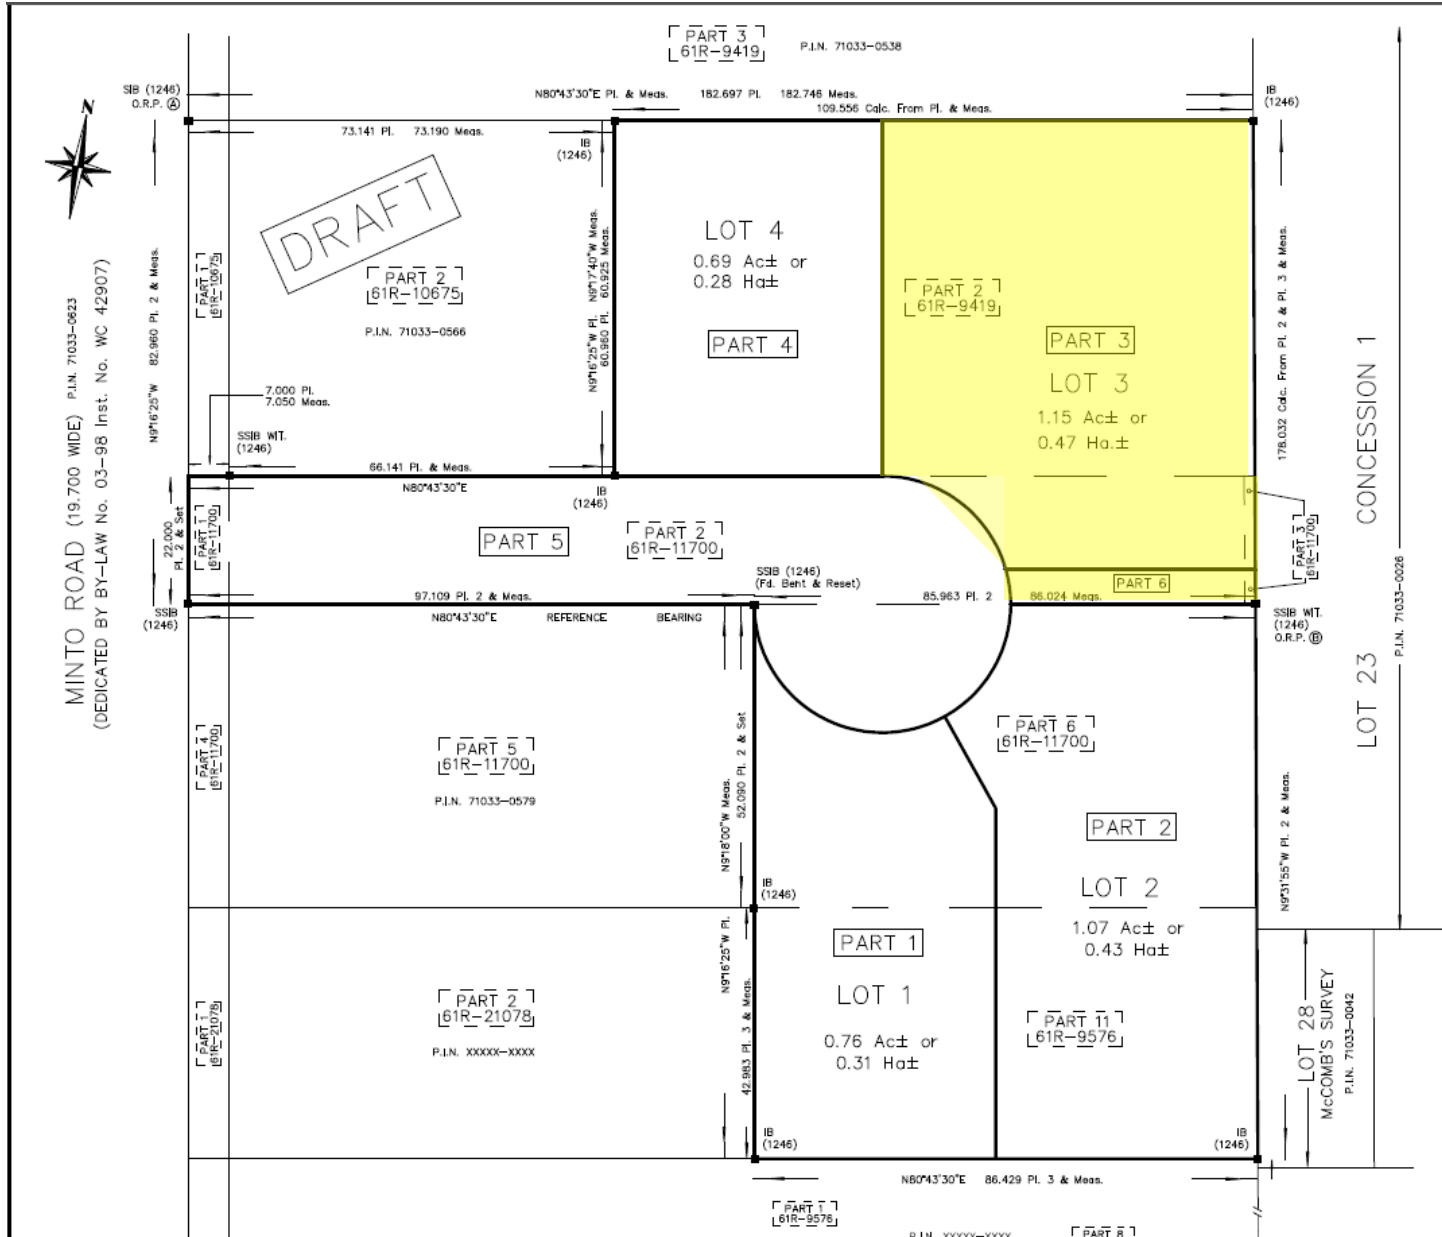 PART 3
61R-9419
P.I.N. 71033-0538
SIB (1246)
O.R.P. Ⓐ
N80°43'30"E Pl. & Meas. 182.697 Pl. 182.746 Meas.
109.556 Calc. From Pl. & Meas.
IB
(1246)
N
73.141 Pl. 73.190 Meas.
IB
(1246)
DRAFT
PART 1
61R-10675
PART 2
61R-10675
P.I.N. 71033-0566
N9°16'25"W 82.960 Pl. 2 & Meas.
N9°17'40"W Meas.
60.925 Meas.
N9°16'25"W Pl.
60.960 Pl.
LOT 4
0.69 Ac± or
0.28 Ha±
PART 4
PART 2
61R-9419
PART 3
LOT 3
1.15 Ac± or
0.47 Ha.±
178.032 Calc. From Pl. 2 & Pl. 3 & Meas.
CONCESSION 1
LOT 23
P.I.N. 71033-0026
MINTO ROAD (19.700 WIDE) P.I.N. 71033-0623
(DEDICATED BY BY-LAW No. 03-98 Inst. No. WC 42907)
7.000 Pl.
7.050 Meas.
SSIB WIT.
(1246)
66.141 Pl. & Meas.
N80°43'30"E
IB
(1246)
22.000
Pl. 2 & Set
PART 1
61R-11700
PART 5
PART 2
61R-11700
PART 3
61R-11700
SSIB (1246)
(Fd. Bent & Reset)
PART 6
97.109 Pl. 2 & Meas.
85.963 Pl. 2 86.024 Meas.
SSIB
(1246)
N80°43'30"E REFERENCE BEARING
SSIB WIT.
(1246)
O.R.P. Ⓑ
PART 4
61R-11700
PART 5
61R-11700
P.I.N. 71033-0579
N9°18'00"W Meas.
52.090 Pl. 2 & Set
PART 6
61R-11700
PART 2
LOT 2
1.07 Ac± or
0.43 Ha±
N9°31'55"W Pl. 2 & Meas.
IB
(1246)
PART 1
LOT 1
0.76 Ac± or
0.31 Ha±
PART 11
61R-9576
N9°16'25"W Pl.
42.983 Pl. 3 & Meas.
PART 1
61R-21078
PART 2
61R-21078
P.I.N. XXXXX-XXXX
LOT 28
McCOMB'S SURVEY
P.I.N. 71033-0042
IB
(1246)
IB
(1246)
N80°43'30"E 86.429 Pl. 3 & Meas.
PART 1
61R-9576
P.I.N. XXXXX-XXXX
PART 8